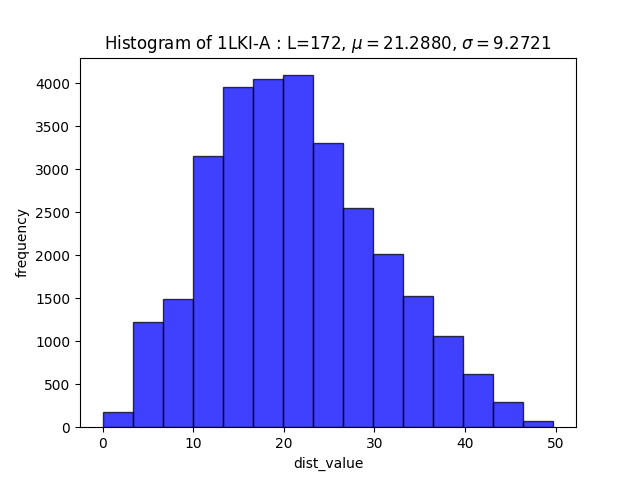 Histogram of 1LKI-A : L=172, μ = 21.2880, σ = 9.2721
4000
3500
3000
2500
2000
1500
1000
500
0
frequency
0 10 20 30 40 50
dist_value